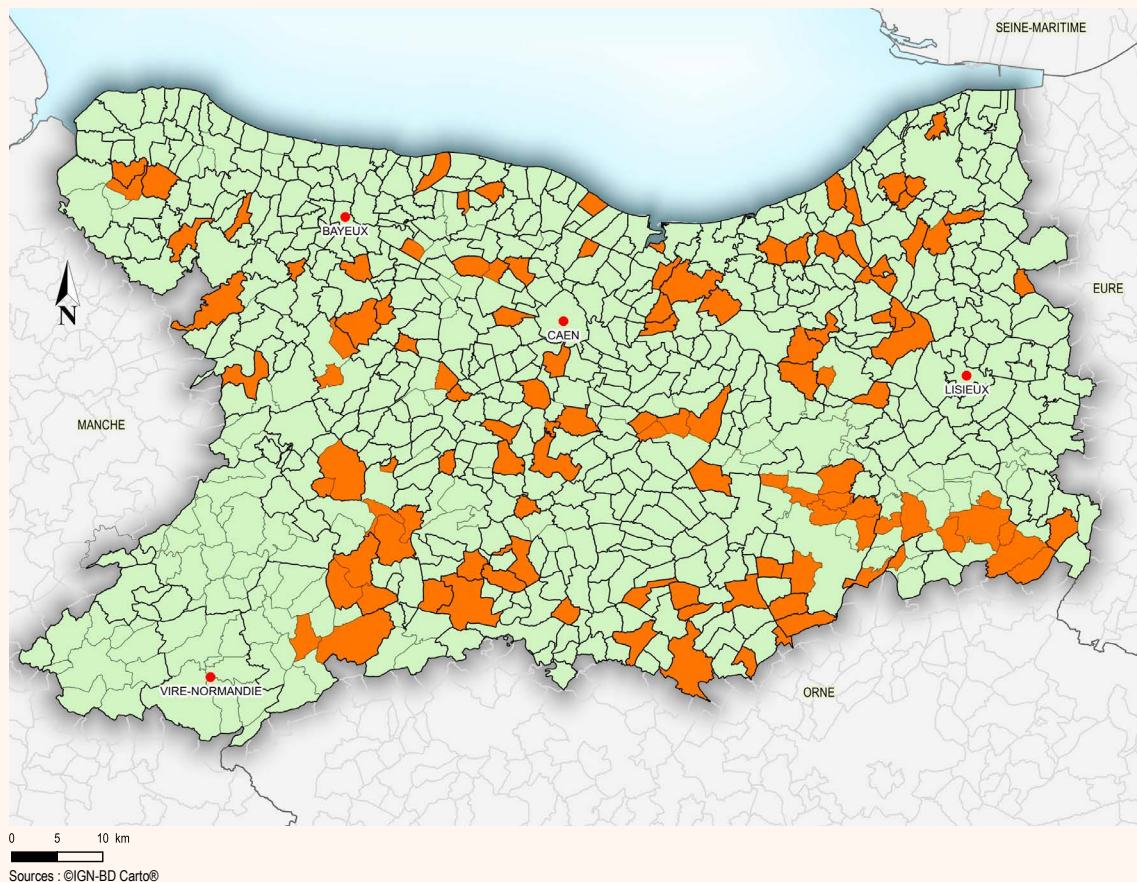 SEINE-MARITIME
BAYEUX
EURE
N
CAEN
LISIEUX
MANCHE
VIRE-NORMANDIE
ORNE
0 5 10 km
Sources : ©IGN-BD Carto®